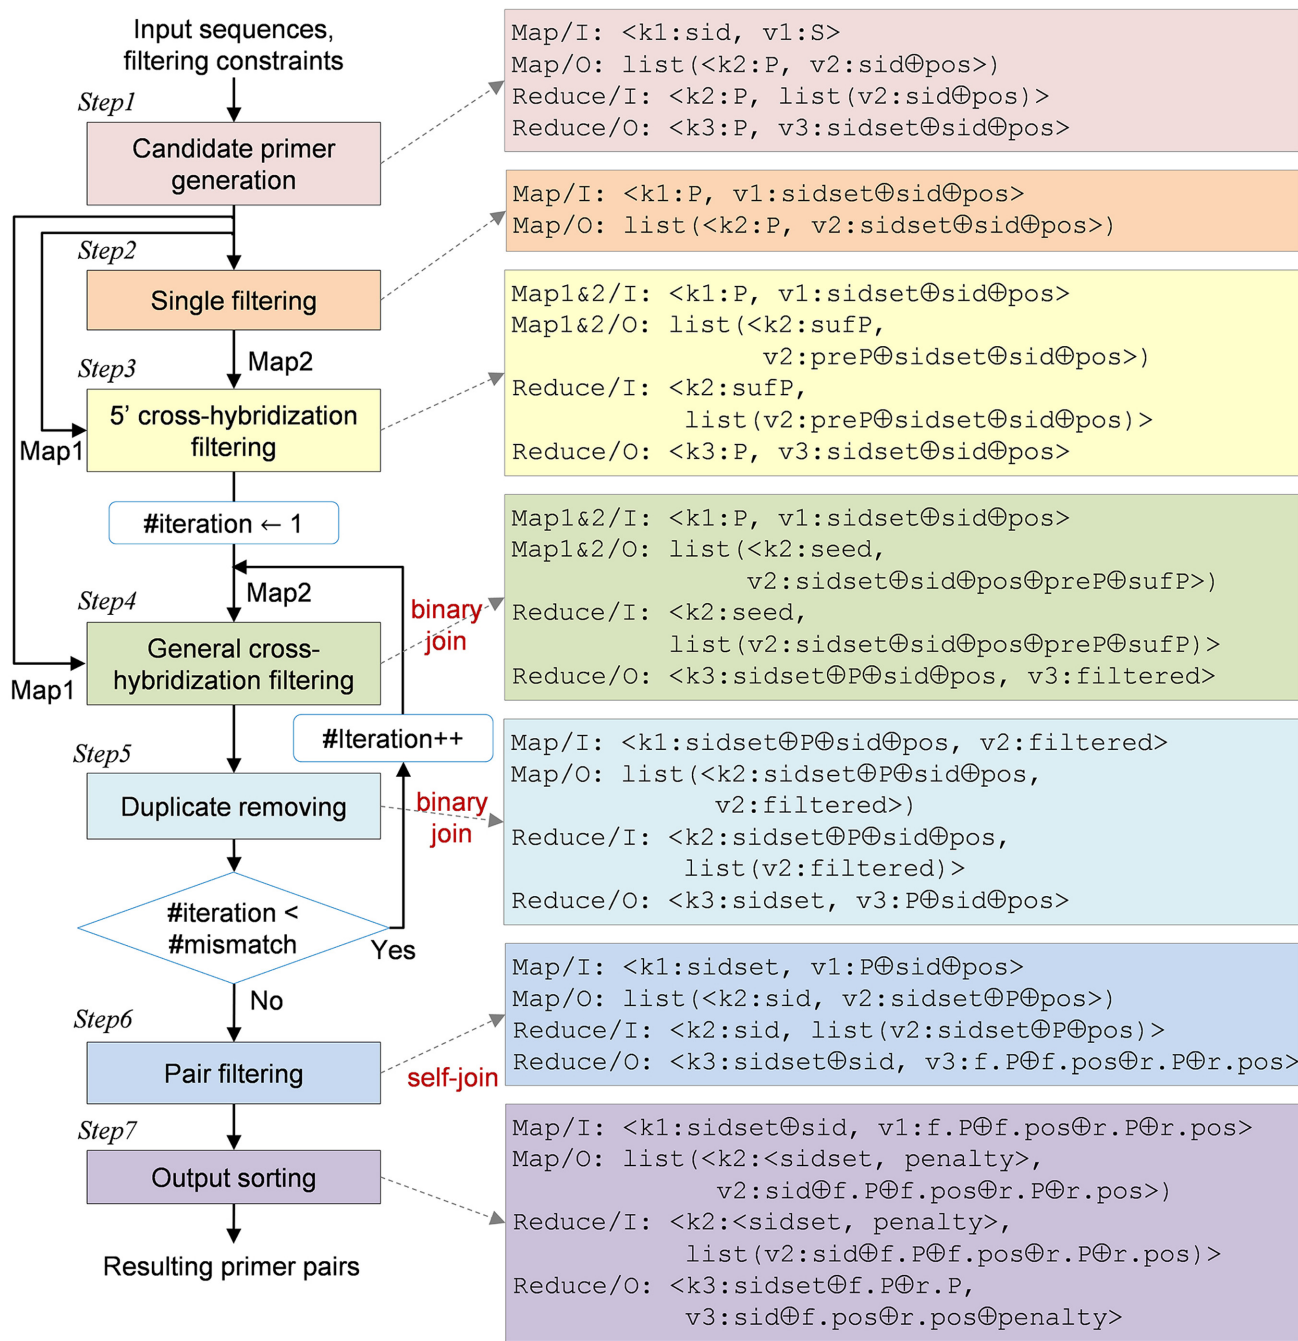 Input sequences,
filtering constraints
Step1
Candidate primer
generation
Map/I: <k1:sid, v1:S>
Map/O: list(<k2:P, v2:sid⊕pos>)
Reduce/I: <k2:P, list(v2:sid⊕pos)>
Reduce/O: <k3:P, v3:sidset⊕sid⊕pos>
Step2
Single filtering
Map/I: <k1:P, v1:sidset⊕sid⊕pos>
Map/O: list(<k2:P, v2:sidset⊕sid⊕pos>)
Map2
Step3
5' cross-hybridization
filtering
Map1
Map1&2/I: <k1:P, v1:sidset⊕sid⊕pos>
Map1&2/O: list(<k2:sufP,
v2:preP⊕sidset⊕sid⊕pos>)
Reduce/I: <k2:sufP,
list(v2:preP⊕sidset⊕sid⊕pos)>
Reduce/O: <k3:P, v3:sidset⊕sid⊕pos>
#iteration ← 1
Map2
Step4
General cross-
hybridization filtering
Map1
binary
join
Map1&2/I: <k1:P, v1:sidset⊕sid⊕pos>
Map1&2/O: list(<k2:seed,
v2:sidset⊕sid⊕pos⊕preP⊕sufP>)
Reduce/I: <k2:seed,
list(v2:sidset⊕sid⊕pos⊕preP⊕sufP)>
Reduce/O: <k3:sidset⊕P⊕sid⊕pos, v3:filtered>
#Iteration++
Step5
Duplicate removing
binary
join
Map/I: <k1:sidset⊕P⊕sid⊕pos, v2:filtered>
Map/O: list(<k2:sidset⊕P⊕sid⊕pos,
v2:filtered>)
Reduce/I: <k2:sidset⊕P⊕sid⊕pos,
list(v2:filtered)>
Reduce/O: <k3:sidset, v3:P⊕sid⊕pos>
#iteration <
#mismatch
Yes
No
Step6
Pair filtering
self-join
Map/I: <k1:sidset, v1:P⊕sid⊕pos>
Map/O: list(<k2:sid, v2:sidset⊕P⊕pos>)
Reduce/I: <k2:sid, list(v2:sidset⊕P⊕pos)>
Reduce/O: <k3:sidset⊕sid, v3:f.P⊕f.pos⊕r.P⊕r.pos>
Step7
Output sorting
Map/I: <k1:sidset⊕sid, v1:f.P⊕f.pos⊕r.P⊕r.pos>
Map/O: list(<k2:<sidset, penalty>,
v2:sid⊕f.P⊕f.pos⊕r.P⊕r.pos>)
Reduce/I: <k2:<sidset, penalty>,
list(v2:sid⊕f.P⊕f.pos⊕r.P⊕r.pos)>
Reduce/O: <k3:sidset⊕f.P⊕r.P,
v3:sid⊕f.pos⊕r.pos⊕penalty>
Resulting primer pairs